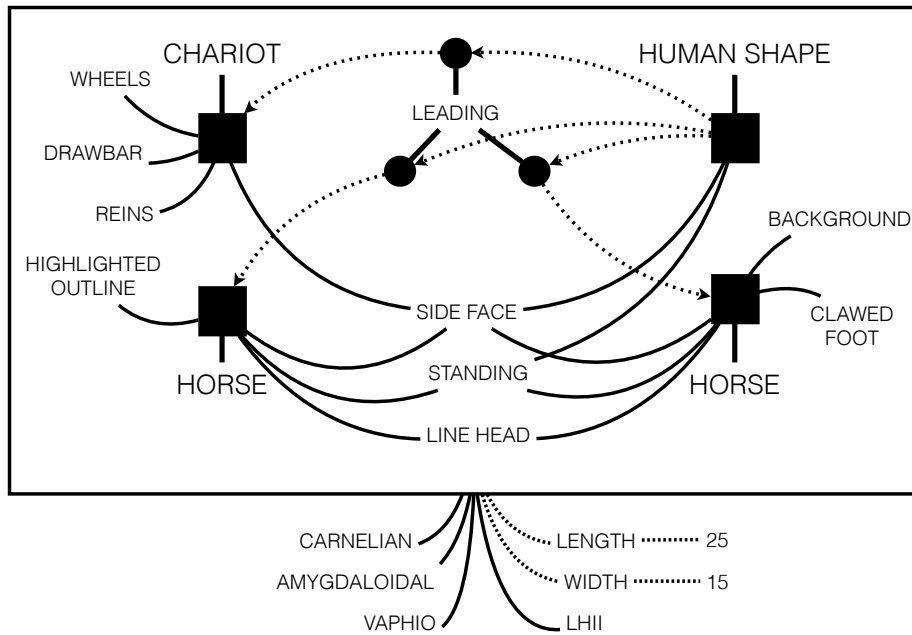 CHARIOT
HUMAN SHAPE
WHEELS
LEADING
DRAWBAR
REINS
BACKGROUND
HIGHLIGHTED
OUTLINE
SIDE FACE
CLAWED
FOOT
HORSE
STANDING
HORSE
LINE HEAD
CARNELIAN
LENGTH
25
AMYGDALOIDAL
WIDTH
15
VAPHIO
LHII